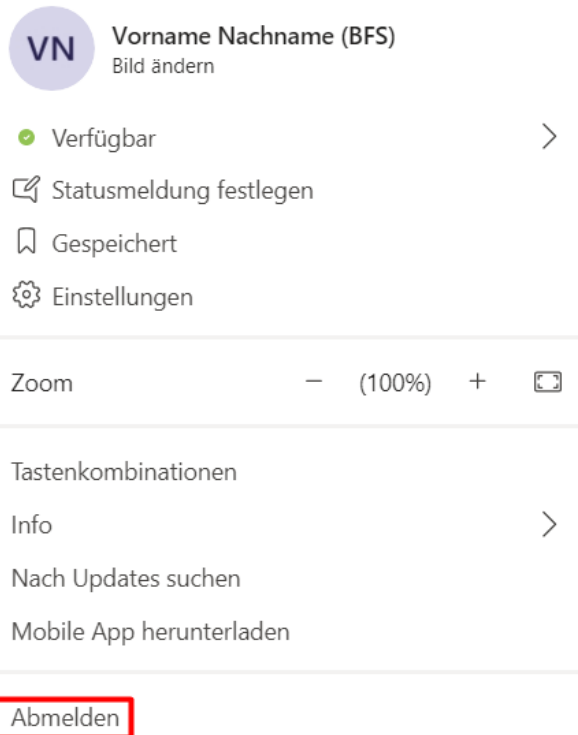 VN
Vorname Nachname (BFS)
Bild ändern
Verfügbar
Statusmeldung festlegen
Gespeichert
Einstellungen
Zoom — (100%) +
Tastenkombinationen
Info
Nach Updates suchen
Mobile App herunterladen
Abmelden